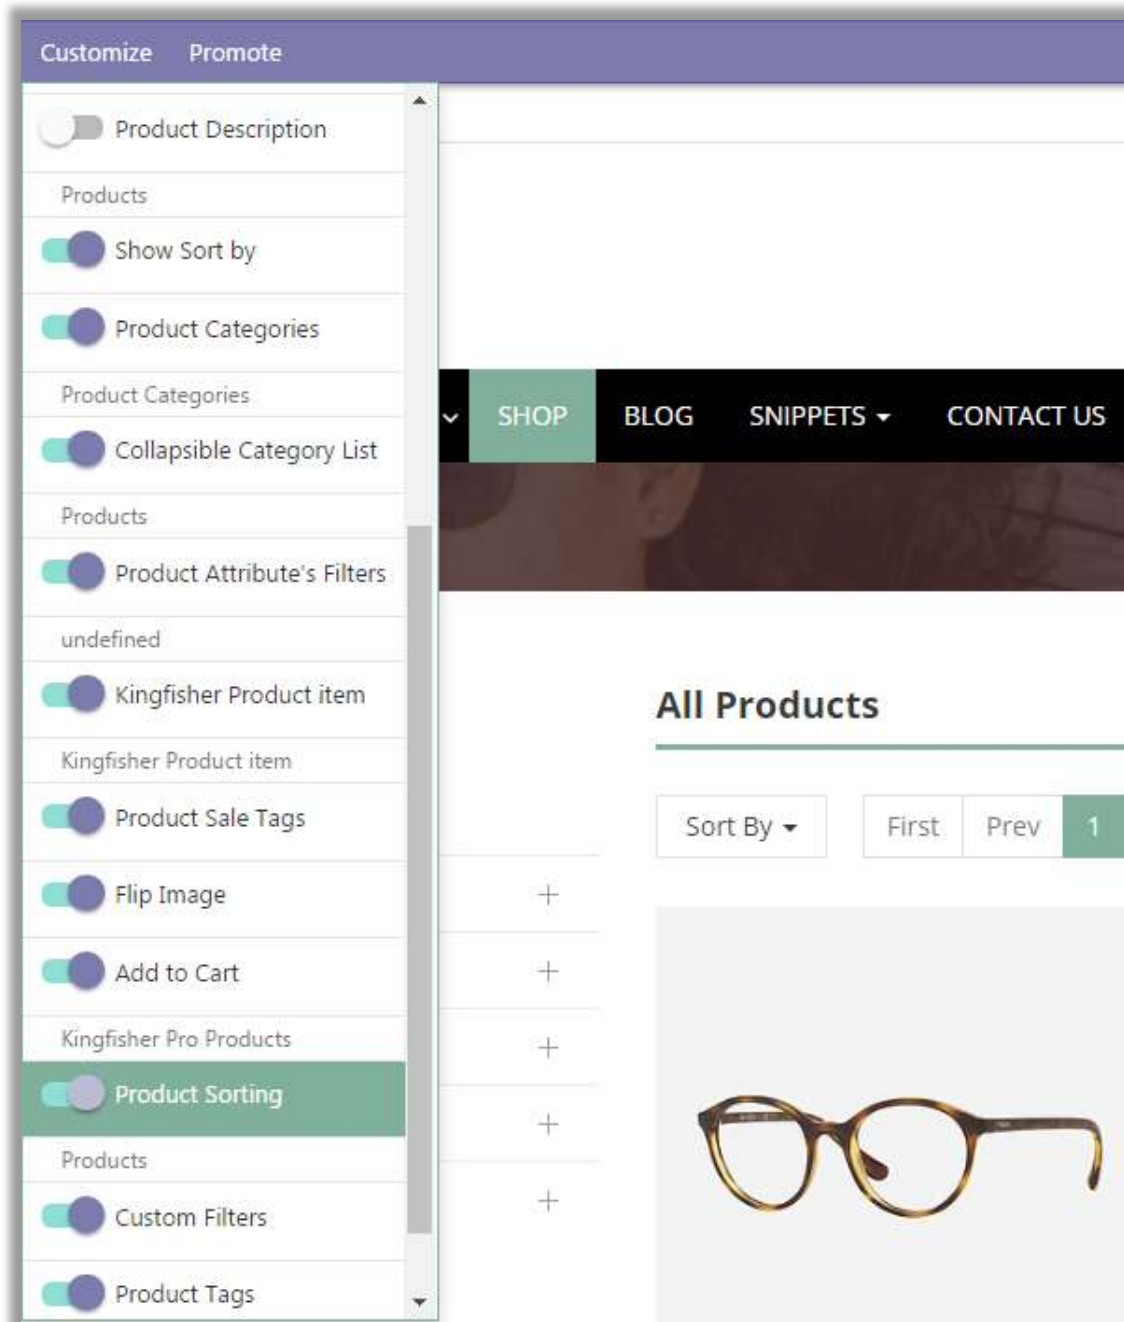 Customize Promote
Product Description
Products
Show Sort by
Product Categories
Product Categories
SHOP BLOG SNIPPETS CONTACT US
Collapsible Category List
Products
Product Attribute's Filters
undefined
Kingfisher Product item
All Products
Kingfisher Product item
Product Sale Tags
Sort By First Prev 1
Flip Image
Add to Cart
Kingfisher Pro Products
Product Sorting
Products
Custom Filters
Product Tags